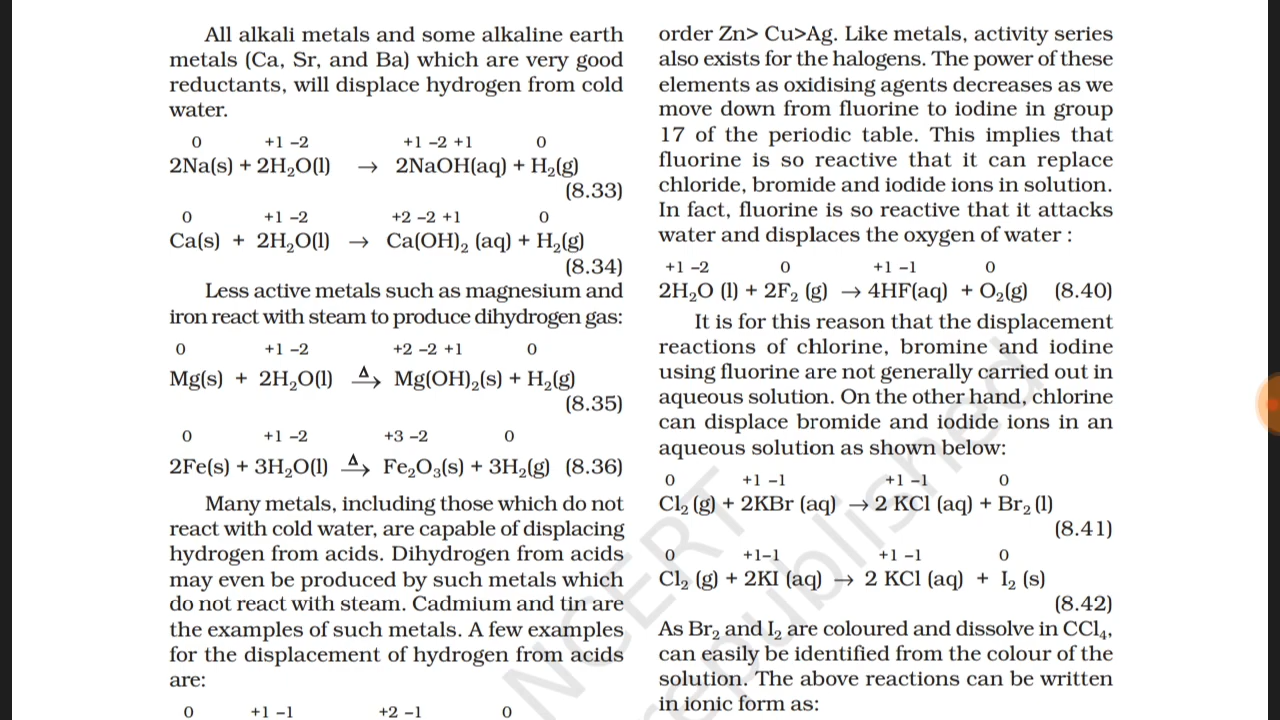 All alkali metals and some alkaline earth
metals (Ca, Sr, and Ba) which are very good
reductants, will displace hydrogen from cold
water.
0 +1 –2 +1 –2 +1 0
2Na(s) + 2H₂O(l) → 2NaOH(aq) + H₂(g)
(8.33)
0 +1 –2 +2 –2 +1 0
Ca(s) + 2H₂O(l) → Ca(OH)₂ (aq) + H₂(g)
(8.34)
Less active metals such as magnesium and
iron react with steam to produce dihydrogen gas:
0 +1 –2 +2 –2 +1 0
Mg(s) + 2H₂O(l) Δ→ Mg(OH)₂(s) + H₂(g)
(8.35)
0 +1 –2 +3 –2 0
2Fe(s) + 3H₂O(l) Δ→ Fe₂O₃(s) + 3H₂(g) (8.36)
Many metals, including those which do not
react with cold water, are capable of displacing
hydrogen from acids. Dihydrogen from acids
may even be produced by such metals which
do not react with steam. Cadmium and tin are
the examples of such metals. A few examples
for the displacement of hydrogen from acids
are:
0 +1 –1 +2 –1 0
order Zn> Cu>Ag. Like metals, activity series
also exists for the halogens. The power of these
elements as oxidising agents decreases as we
move down from fluorine to iodine in group
17 of the periodic table. This implies that
fluorine is so reactive that it can replace
chloride, bromide and iodide ions in solution.
In fact, fluorine is so reactive that it attacks
water and displaces the oxygen of water :
+1 –2 0 +1 –1 0
2H₂O (l) + 2F₂ (g) → 4HF(aq) + O₂(g) (8.40)
It is for this reason that the displacement
reactions of chlorine, bromine and iodine
using fluorine are not generally carried out in
aqueous solution. On the other hand, chlorine
can displace bromide and iodide ions in an
aqueous solution as shown below:
0 +1 –1 +1 –1 0
Cl₂ (g) + 2KBr (aq) → 2 KCl (aq) + Br₂ (l)
(8.41)
0 +1–1 +1 –1 0
Cl₂ (g) + 2KI (aq) → 2 KCl (aq) + I₂ (s)
(8.42)
As Br₂ and I₂ are coloured and dissolve in CCl₄,
can easily be identified from the colour of the
solution. The above reactions can be written
in ionic form as:
NCERT
republished